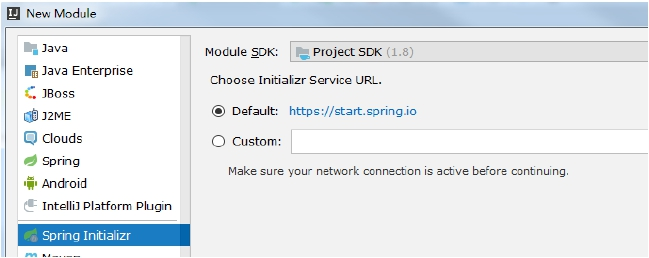 New Module
Java
Java Enterprise
JBoss
J2ME
Clouds
Spring
Android
IntelliJ Platform Plugin
Spring Initializr
Module SDK: Project SDK (1.8)
Choose Initializr Service URL.
Default: https://start.spring.io
Custom:
Make sure your network connection is active before continuing.